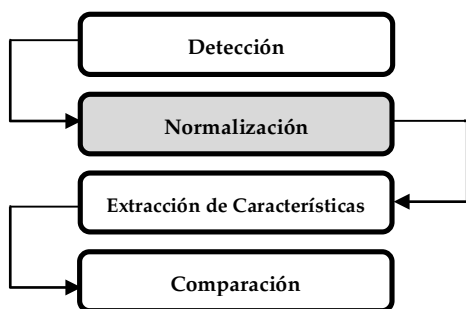 Detección
Normalización
Extracción de Características
Comparación